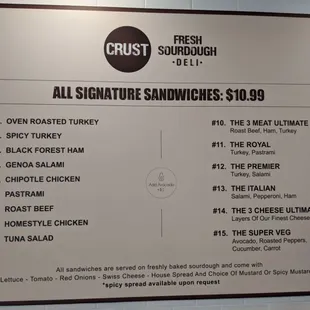 CRUST
FRESH
SOURDOUGH
·DELI·
ALL SIGNATURE SANDWICHES: $10.99
OVEN ROASTED TURKEY
SPICY TURKEY
BLACK FOREST HAM
GENOA SALAMI
CHIPOTLE CHICKEN
PASTRAMI
ROAST BEEF
HOMESTYLE CHICKEN
TUNA SALAD
#10. THE 3 MEAT ULTIMATE
Roast Beef, Ham, Turkey
#11. THE ROYAL
Turkey, Pastrami
#12. THE PREMIER
Turkey, Salami
#13. THE ITALIAN
Salami, Pepperoni, Ham
#14. THE 3 CHEESE ULTIMA
Layers Of Our Finest Cheese
#15. THE SUPER VEG
Avocado, Roasted Peppers,
Cucumber, Carrot
All sandwiches are served on freshly baked sourdough and come with
Lettuce - Tomato - Red Onions - Swiss Cheese - House Spread And Choice Of Mustard Or Spicy Mustar
*spicy spread available upon request